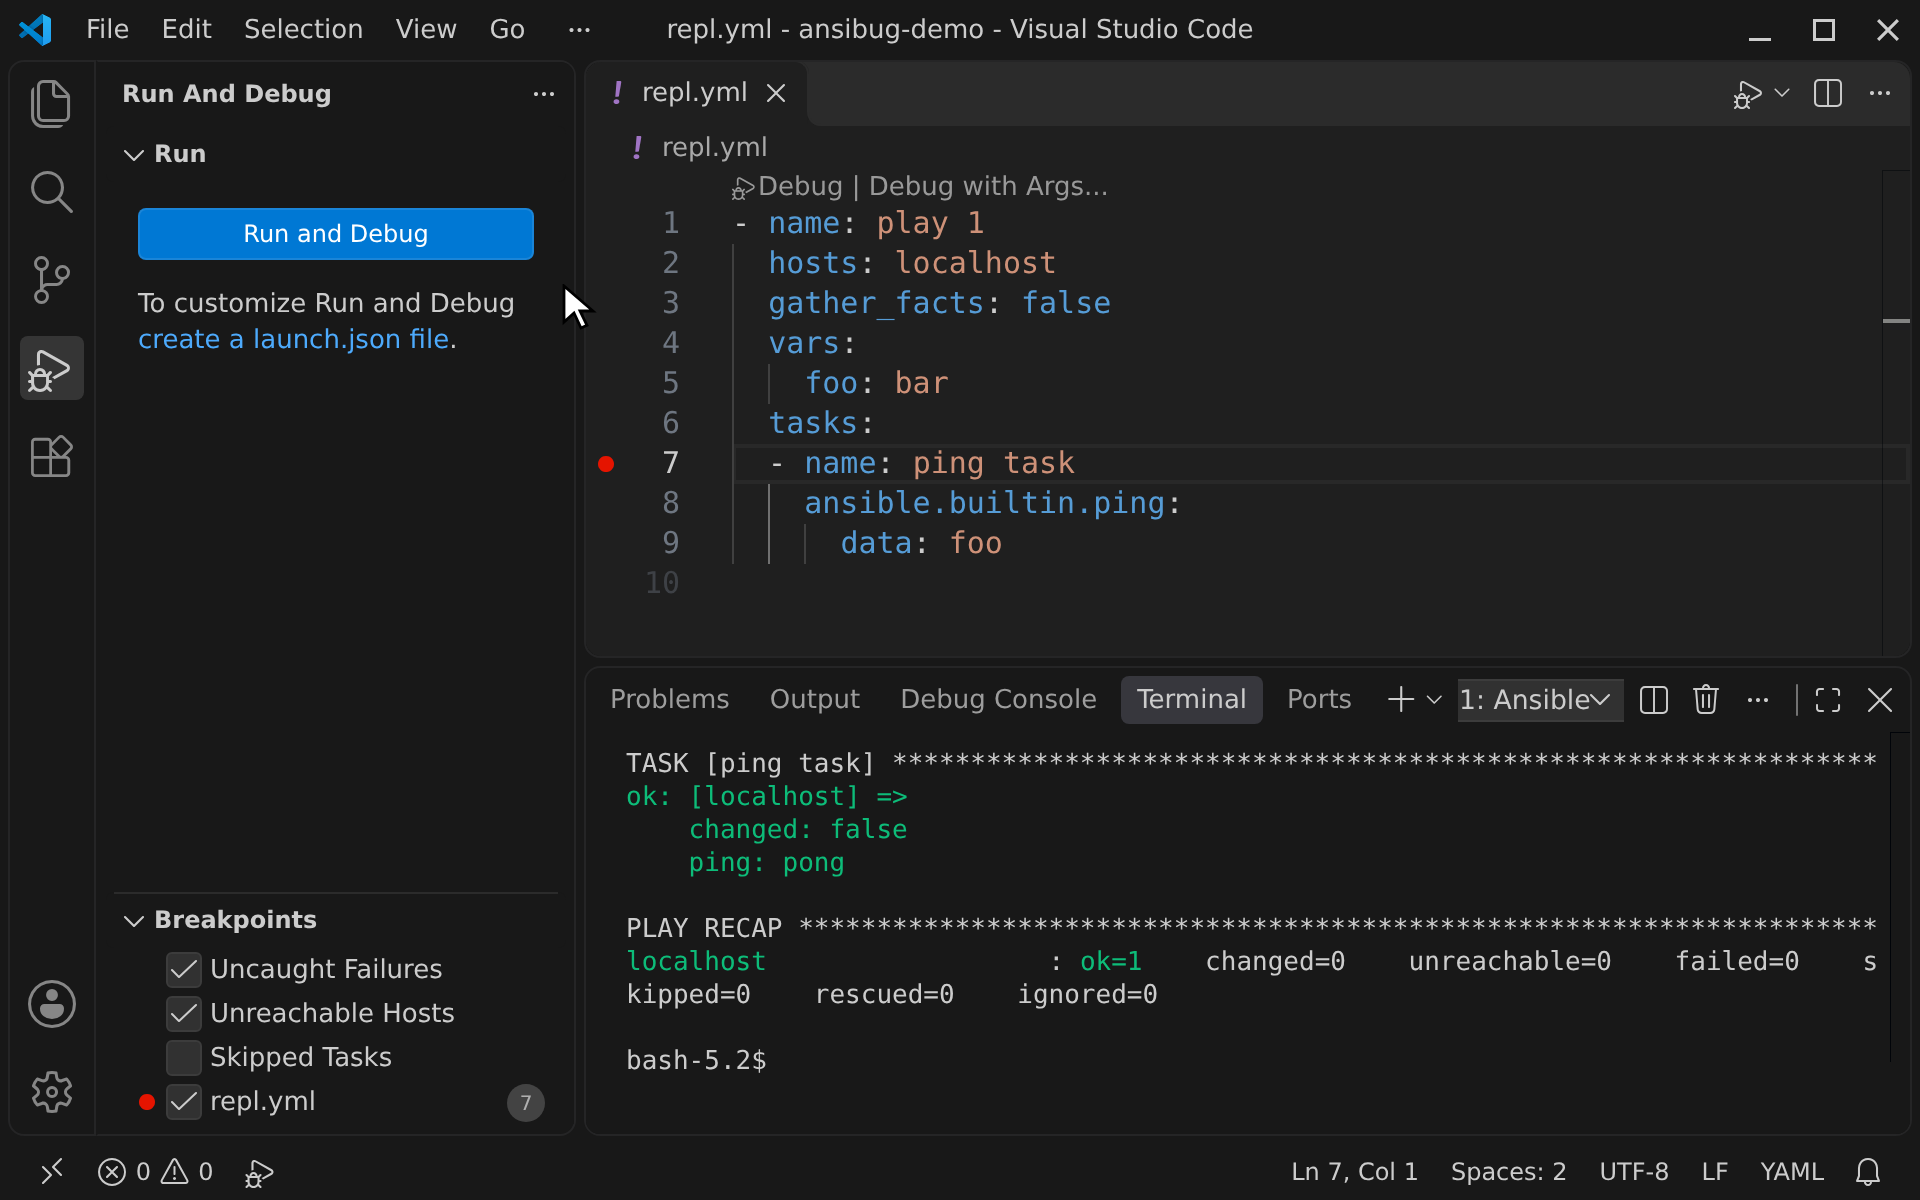 File Edit Selection View Go ··· repl.yml - ansibug-demo - Visual Studio Code
Run And Debug ···
Run
Run and Debug
To customize Run and Debug
create a launch.json file.
Breakpoints
Uncaught Failures
Unreachable Hosts
Skipped Tasks
repl.yml 7
! repl.yml
! repl.yml
Debug | Debug with Args...
1 - name: play 1
2   hosts: localhost
3   gather_facts: false
4   vars:
5     foo: bar
6   tasks:
7   - name: ping task
8     ansible.builtin.ping:
9       data: foo
10
Problems Output Debug Console Terminal Ports 1: Ansible
TASK [ping task] ***************************************************************
ok: [localhost] =>
    changed: false
    ping: pong
PLAY RECAP *********************************************************************
localhost                  : ok=1    changed=0    unreachable=0    failed=0    s
kipped=0    rescued=0    ignored=0
bash-5.2$
0 0 Ln 7, Col 1 Spaces: 2 UTF-8 LF YAML